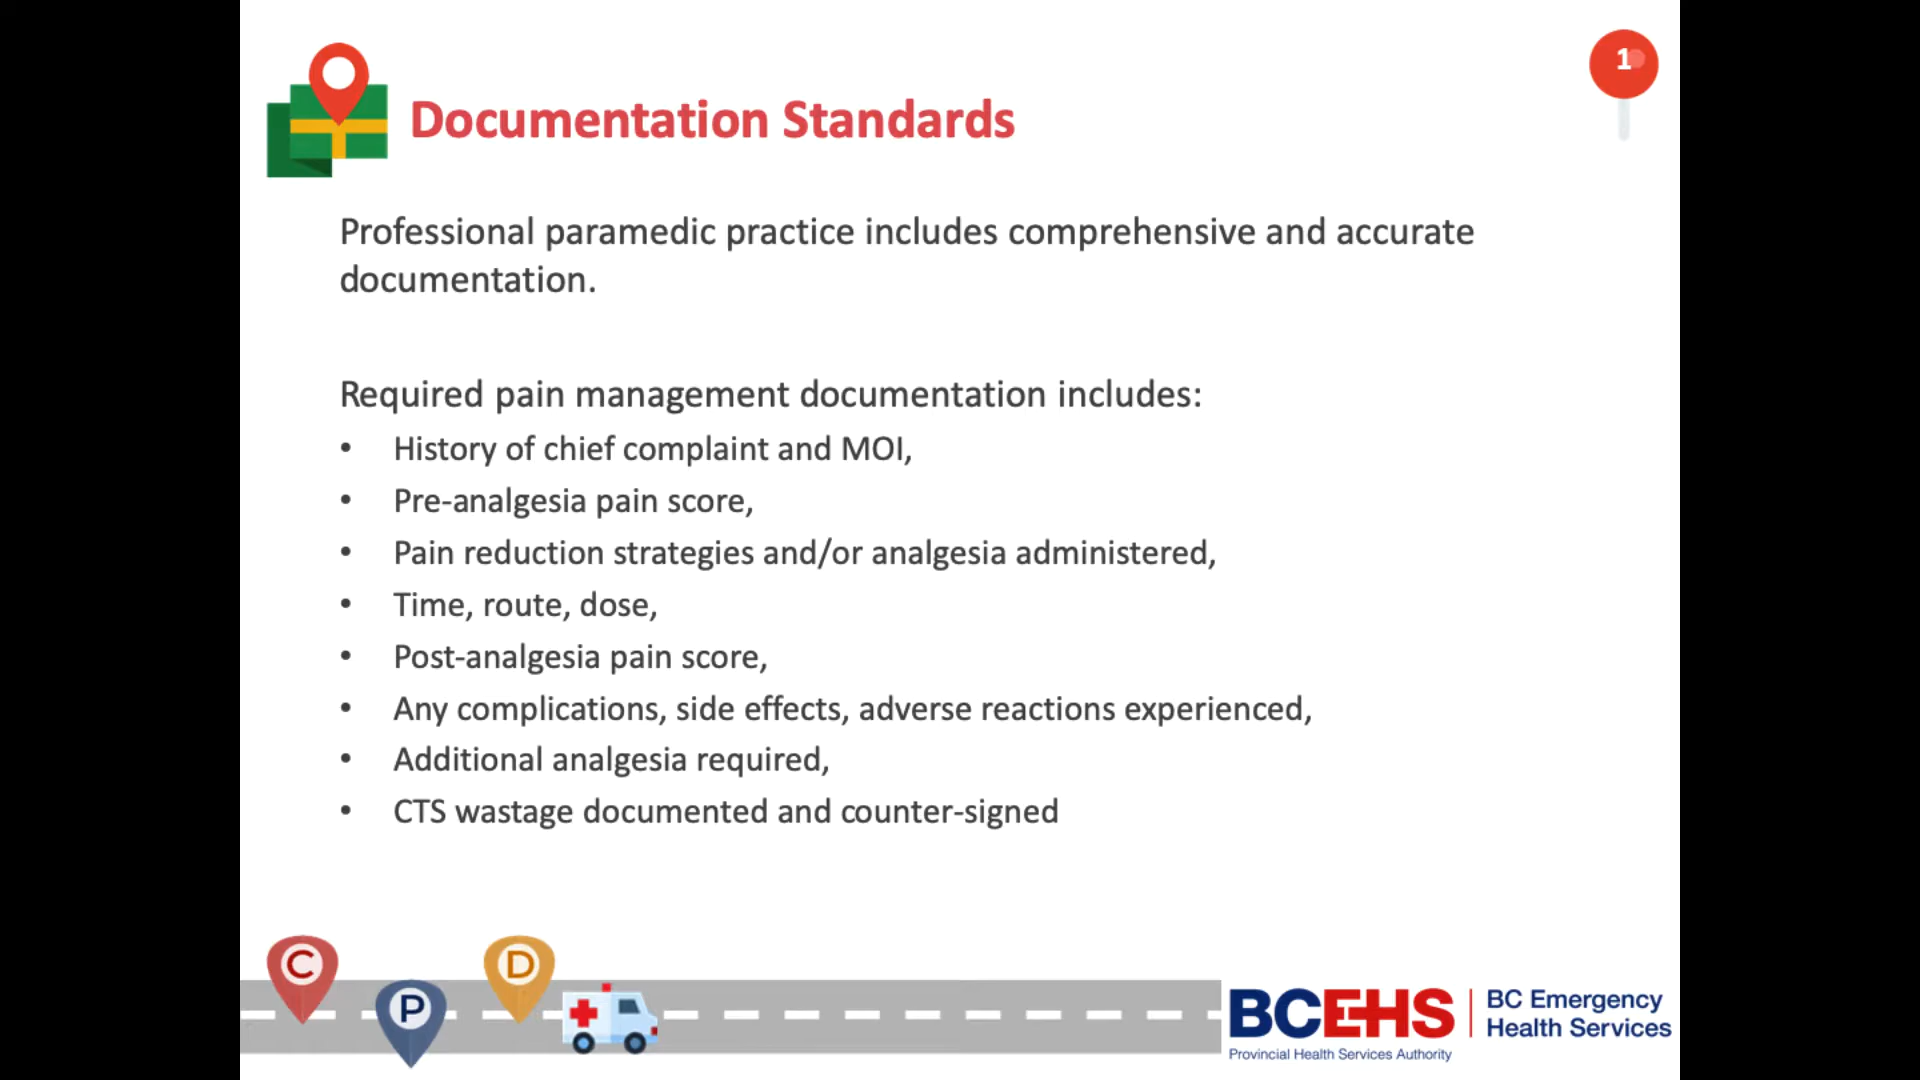 1
Documentation Standards
Professional paramedic practice includes comprehensive and accurate
documentation.
Required pain management documentation includes:
• History of chief complaint and MOI,
• Pre-analgesia pain score,
• Pain reduction strategies and/or analgesia administered,
• Time, route, dose,
• Post-analgesia pain score,
• Any complications, side effects, adverse reactions experienced,
• Additional analgesia required,
• CTS wastage documented and counter-signed
C
P
D
BCEHS
BC Emergency
Health Services
Provincial Health Services Authority